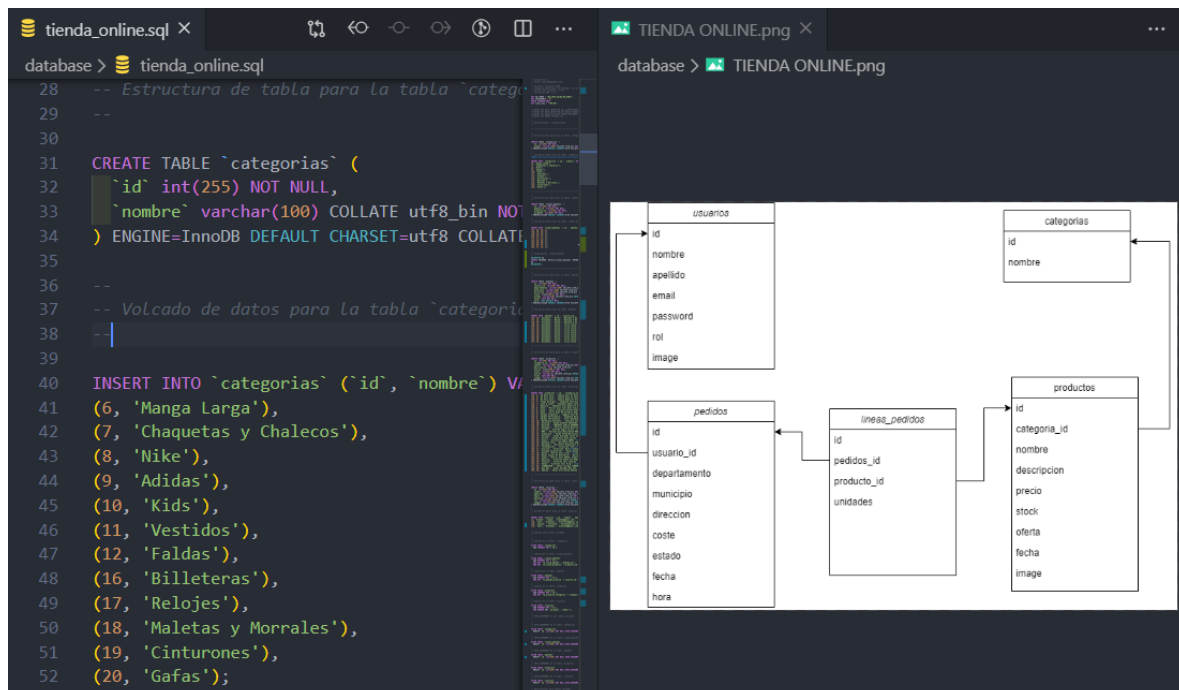 tienda_online.sql
database > tienda_online.sql
28 -- Estructura de tabla para la tabla `catego
29 --
30
31 CREATE TABLE `categorias` (
32 `id` int(255) NOT NULL,
33 `nombre` varchar(100) COLLATE utf8_bin NOT
34 ) ENGINE=InnoDB DEFAULT CHARSET=utf8 COLLATE
35
36 --
37 -- Volcado de datos para la tabla `categori
38 --
39
40 INSERT INTO `categorias` (`id`, `nombre`) VA
41 (6, 'Manga Larga'),
42 (7, 'Chaquetas y Chalecos'),
43 (8, 'Nike'),
44 (9, 'Adidas'),
45 (10, 'Kids'),
46 (11, 'Vestidos'),
47 (12, 'Faldas'),
48 (16, 'Billeteras'),
49 (17, 'Relojes'),
50 (18, 'Maletas y Morrales'),
51 (19, 'Cinturones'),
52 (20, 'Gafas');
TIENDA ONLINE.png
database > TIENDA ONLINE.png
usuarios
id
nombre
apellido
email
password
rol
image
categorias
id
nombre
pedidos
id
usuario_id
departamento
municipio
direccion
coste
estado
fecha
hora
lineas_pedidos
id
pedidos_id
producto_id
unidades
productos
id
categoria_id
nombre
descripcion
precio
stock
oferta
fecha
image